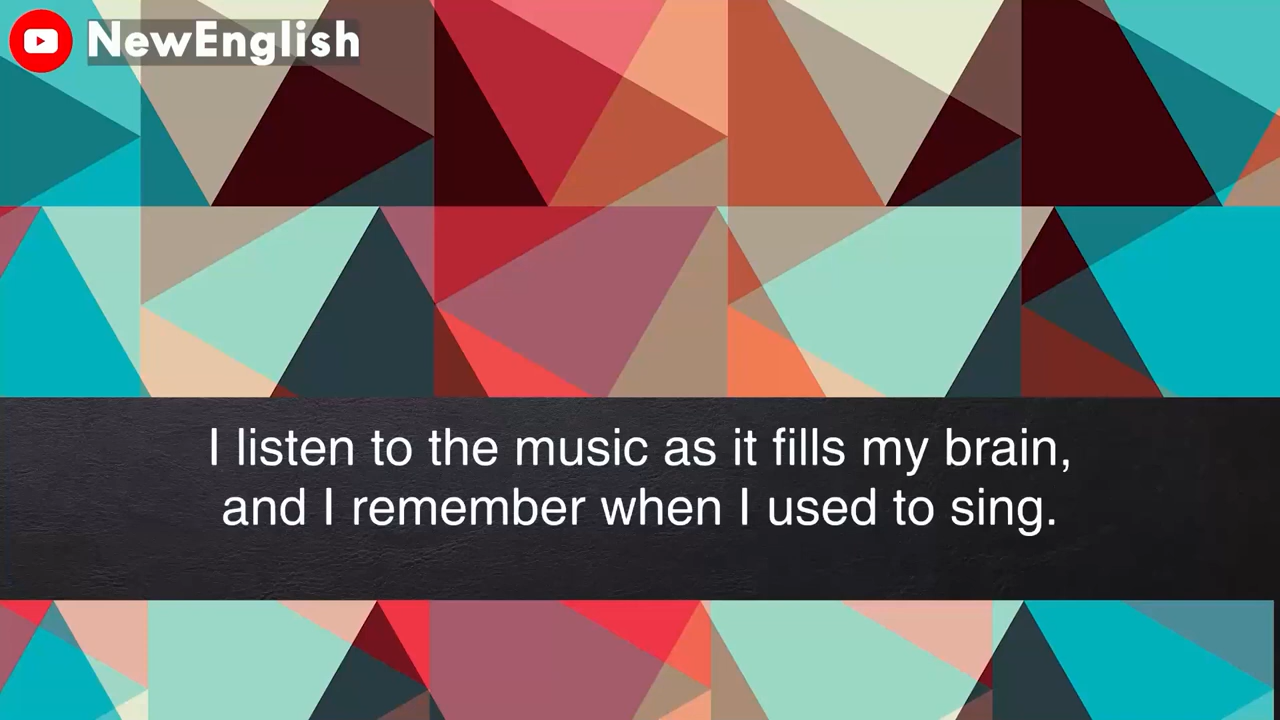 NewEnglish
I listen to the music as it fills my brain,
and I remember when I used to sing.